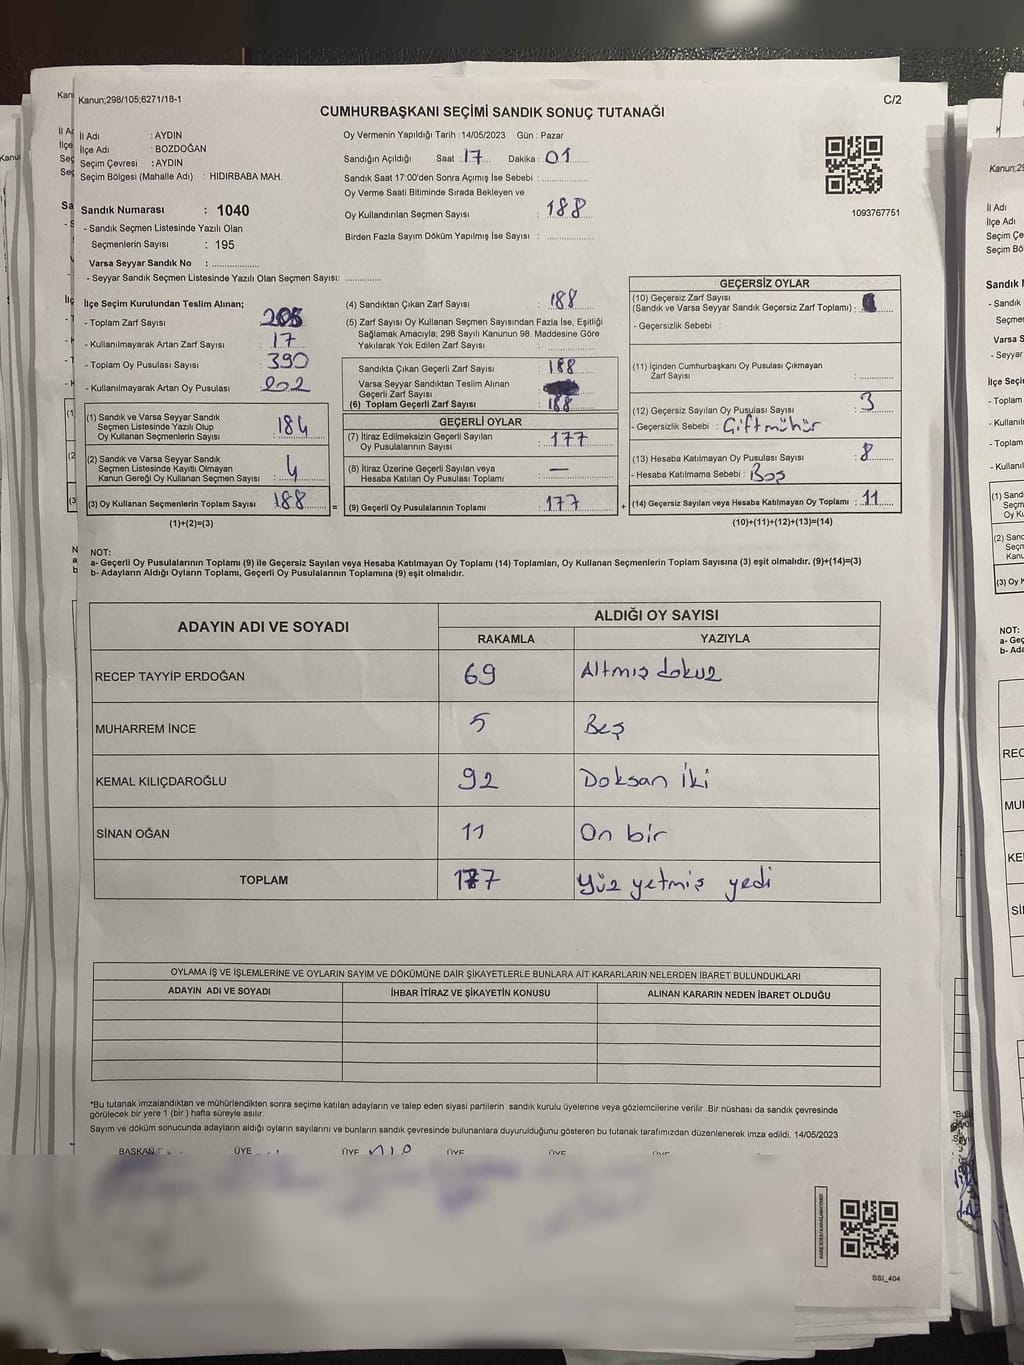 Kanun;298/105;6271/18-1
C/2
CUMHURBAŞKANI SEÇİMİ SANDIK SONUÇ TUTANAĞI
İl Adı : AYDIN
İlçe Adı : BOZDOĞAN
Seçim Çevresi : AYDIN
Seçim Bölgesi (Mahalle Adı) : HIDIRBABA MAH.
Sandık Numarası : 1040
- Sandık Seçmen Listesinde Yazılı Olan
Seçmenlerin Sayısı : 195
Varsa Seyyar Sandık No :
- Seyyar Sandık Seçmen Listesinde Yazılı Olan Seçmen Sayısı:
Oy Vermenin Yapıldığı Tarih : 14/05/2023 Gün : Pazar
Sandığın Açıldığı Saat : 17 Dakika : 01
Sandık Saat 17:00'den Sonra Açımış İse Sebebi :
Oy Verme Saati Bitiminde Sırada Bekleyen ve
Oy Kullandırılan Seçmen Sayısı : 188
Birden Fazla Sayım Döküm Yapılmış İse Sayısı :
1093767751
İlçe Seçim Kurulundan Teslim Alınan;
- Toplam Zarf Sayısı : 205
- Kullanılmayarak Artan Zarf Sayısı : 17
- Toplam Oy Pusulası Sayısı : 390
- Kullanılmayarak Artan Oy Pusulası : 202
(1) Sandık ve Varsa Seyyar Sandık
Seçmen Listesinde Yazılı Olup
Oy Kullanan Seçmenlerin Sayısı : 184
(2) Sandık ve Varsa Seyyar Sandık
Seçmen Listesinde Kayıtlı Olmayan
Kanun Gereği Oy Kullanan Seçmen Sayısı : 4
(3) Oy Kullanan Seçmenlerin Toplam Sayısı : 188
(1)+(2)=(3)
(4) Sandıktan Çıkan Zarf Sayısı : 188
(5) Zarf Sayısı Oy Kullanan Seçmen Sayısından Fazla İse, Eşitliği
Sağlamak Amacıyla; 298 Sayılı Kanunun 98. Maddesine Göre
Yakılarak Yok Edilen Zarf Sayısı :
Sandıkta Çıkan Geçerli Zarf Sayısı : 188
Varsa Seyyar Sandıktan Teslim Alınan
Geçerli Zarf Sayısı :
(6) Toplam Geçerli Zarf Sayısı : 188
GEÇERLİ OYLAR
(7) İtiraz Edilmeksizin Geçerli Sayılan
Oy Pusulalarının Sayısı : 177
(8) İtiraz Üzerine Geçerli Sayılan veya
Hesaba Katılan Oy Pusulası Toplamı : —
= (9) Geçerli Oy Pusulalarının Toplamı : 177
GEÇERSİZ OYLAR
(10) Geçersiz Zarf Sayısı
(Sandık ve Varsa Seyyar Sandık Geçersiz Zarf Toplamı) :
- Geçersizlik Sebebi :
(11) İçinden Cumhurbaşkanı Oy Pusulası Çıkmayan
Zarf Sayısı :
(12) Geçersiz Sayılan Oy Pusulası Sayısı : 3
- Geçersizlik Sebebi : Çift mühür
(13) Hesaba Katılmayan Oy Pusulası Sayısı : 8
- Hesaba Katılmama Sebebi : Boş
+ (14) Geçersiz Sayılan veya Hesaba Katılmayan Oy Toplamı : 11
(10)+(11)+(12)+(13)=(14)
NOT:
a- Geçerli Oy Pusulalarının Toplamı (9) ile Geçersiz Sayılan veya Hesaba Katılmayan Oy Toplamı (14) Toplamları, Oy Kullanan Seçmenlerin Toplam Sayısına (3) eşit olmalıdır. (9)+(14)=(3)
b- Adayların Aldığı Oyların Toplamı, Geçerli Oy Pusulalarının Toplamına (9) eşit olmalıdır.
ADAYIN ADI VE SOYADI
ALDIĞI OY SAYISI
RAKAMLA YAZIYLA
RECEP TAYYİP ERDOĞAN 69 Altmış dokuz
MUHARREM İNCE 5 Beş
KEMAL KILIÇDAROĞLU 92 Doksan iki
SİNAN OĞAN 11 On bir
TOPLAM 177 Yüz yetmiş yedi
OYLAMA İŞ VE İŞLEMLERİNE VE OYLARIN SAYIM VE DÖKÜMÜNE DAİR ŞİKAYETLERLE BUNLARA AİT KARARLARIN NELERDEN İBARET BULUNDUKLARI
ADAYIN ADI VE SOYADI İHBAR İTİRAZ VE ŞİKAYETİN KONUSU ALINAN KARARIN NEDEN İBARET OLDUĞU
*Bu tutanak imzalandıktan ve mühürlendikten sonra seçime katılan adayların ve talep eden siyasi partilerin sandık kurulu üyelerine veya gözlemcilerine verilir .Bir nüshası da sandık çevresinde
görülecek bir yere 1 (bir ) hafta süreyle asılır.
Sayım ve döküm sonucunda adayların aldığı oyların sayılarını ve bunların sandık çevresinde bulunanlara duyurulduğunu gösteren bu tutanak tarafımızdan düzenlenerek imza edildi. 14/05/2023
BAŞKAN ÜYE ÜYE ÜYE ÜYE
SSI_404